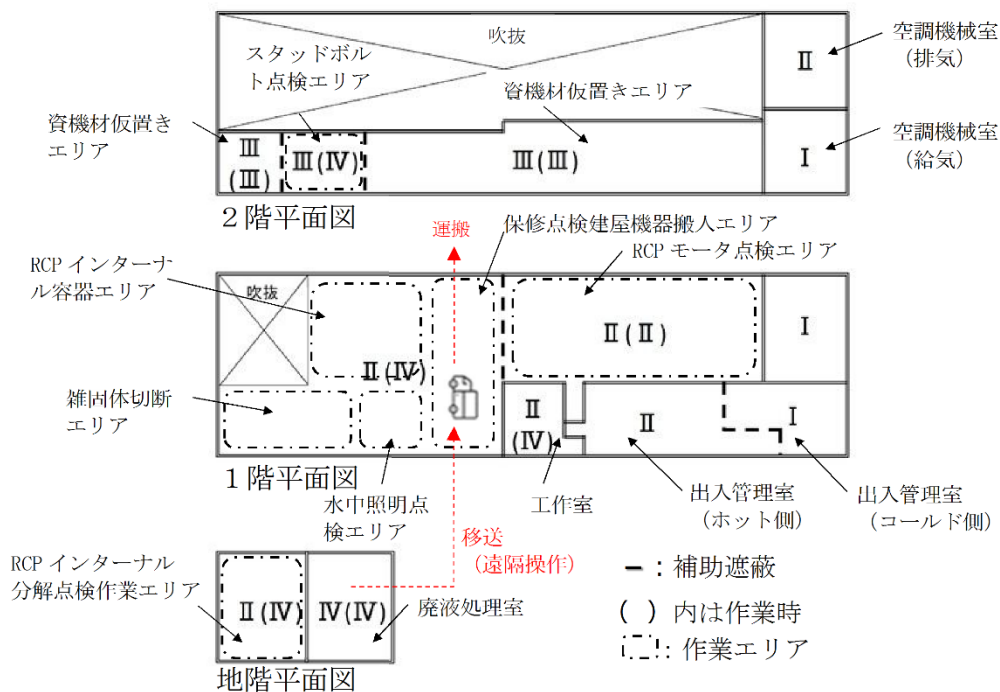 吹抜
スタッドボル
ト点検エリア
資機材仮置きエリア
空調機械室
(排気)
Ⅱ
資機材仮置き
エリア
Ⅲ
(Ⅲ)
Ⅲ(Ⅳ)
Ⅲ(Ⅲ)
Ⅰ
空調機械室
(給気)
２階平面図
運搬
保修点検建屋機器搬入エリア
RCPモータ点検エリア
RCPインターナ
ル容器エリア
吹抜
Ⅱ(Ⅳ)
Ⅱ(Ⅱ)
Ⅰ
雑固体切断
エリア
Ⅱ
(Ⅳ)
Ⅱ
Ⅰ
１階平面図
水中照明点
検エリア
工作室
出入管理室
(ホット側)
出入管理室
(コールド側)
移送
(遠隔操作)
RCPインターナル
分解点検作業エリア
Ⅱ(Ⅳ)
Ⅳ(Ⅳ)
廃液処理室
地階平面図
：補助遮蔽
( ) 内は作業時
：作業エリア